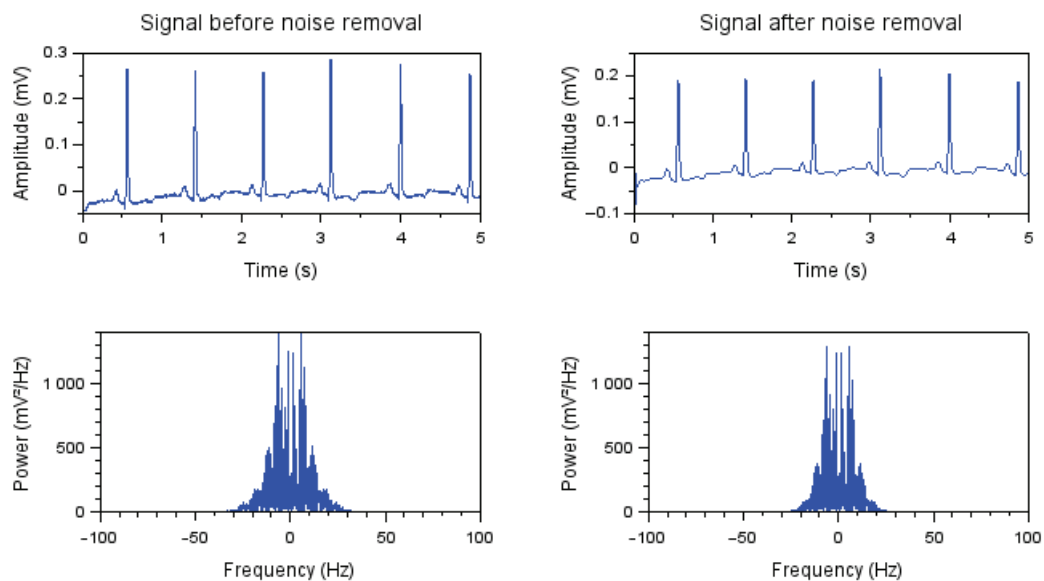 Signal before noise removal
0.3
0.2
0.1
0
Amplitude (mV)
0 1 2 3 4 5
Time (s)
Signal after noise removal
0.2
0.1
0
−0.1
Amplitude (mV)
0 1 2 3 4 5
Time (s)
1 000
500
0
Power (mV²/Hz)
−100 −50 0 50 100
Frequency (Hz)
1 000
500
0
Power (mV²/Hz)
−100 −50 0 50 100
Frequency (Hz)